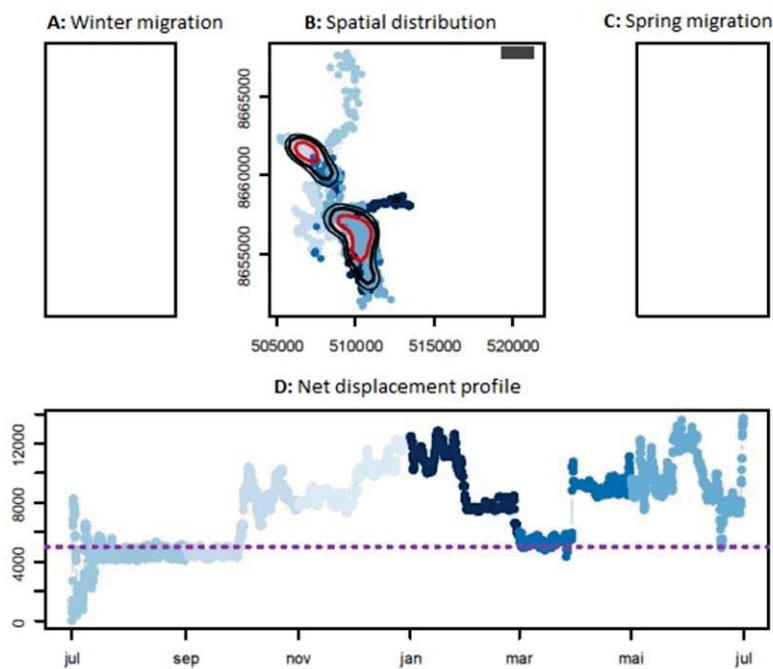 A: Winter migration
B: Spatial distribution
C: Spring migration
8665000
8660000
8655000
505000 510000 515000 520000
D: Net displacement profile
12000
8000
4000
0
jul sep nov jan mar mai jul